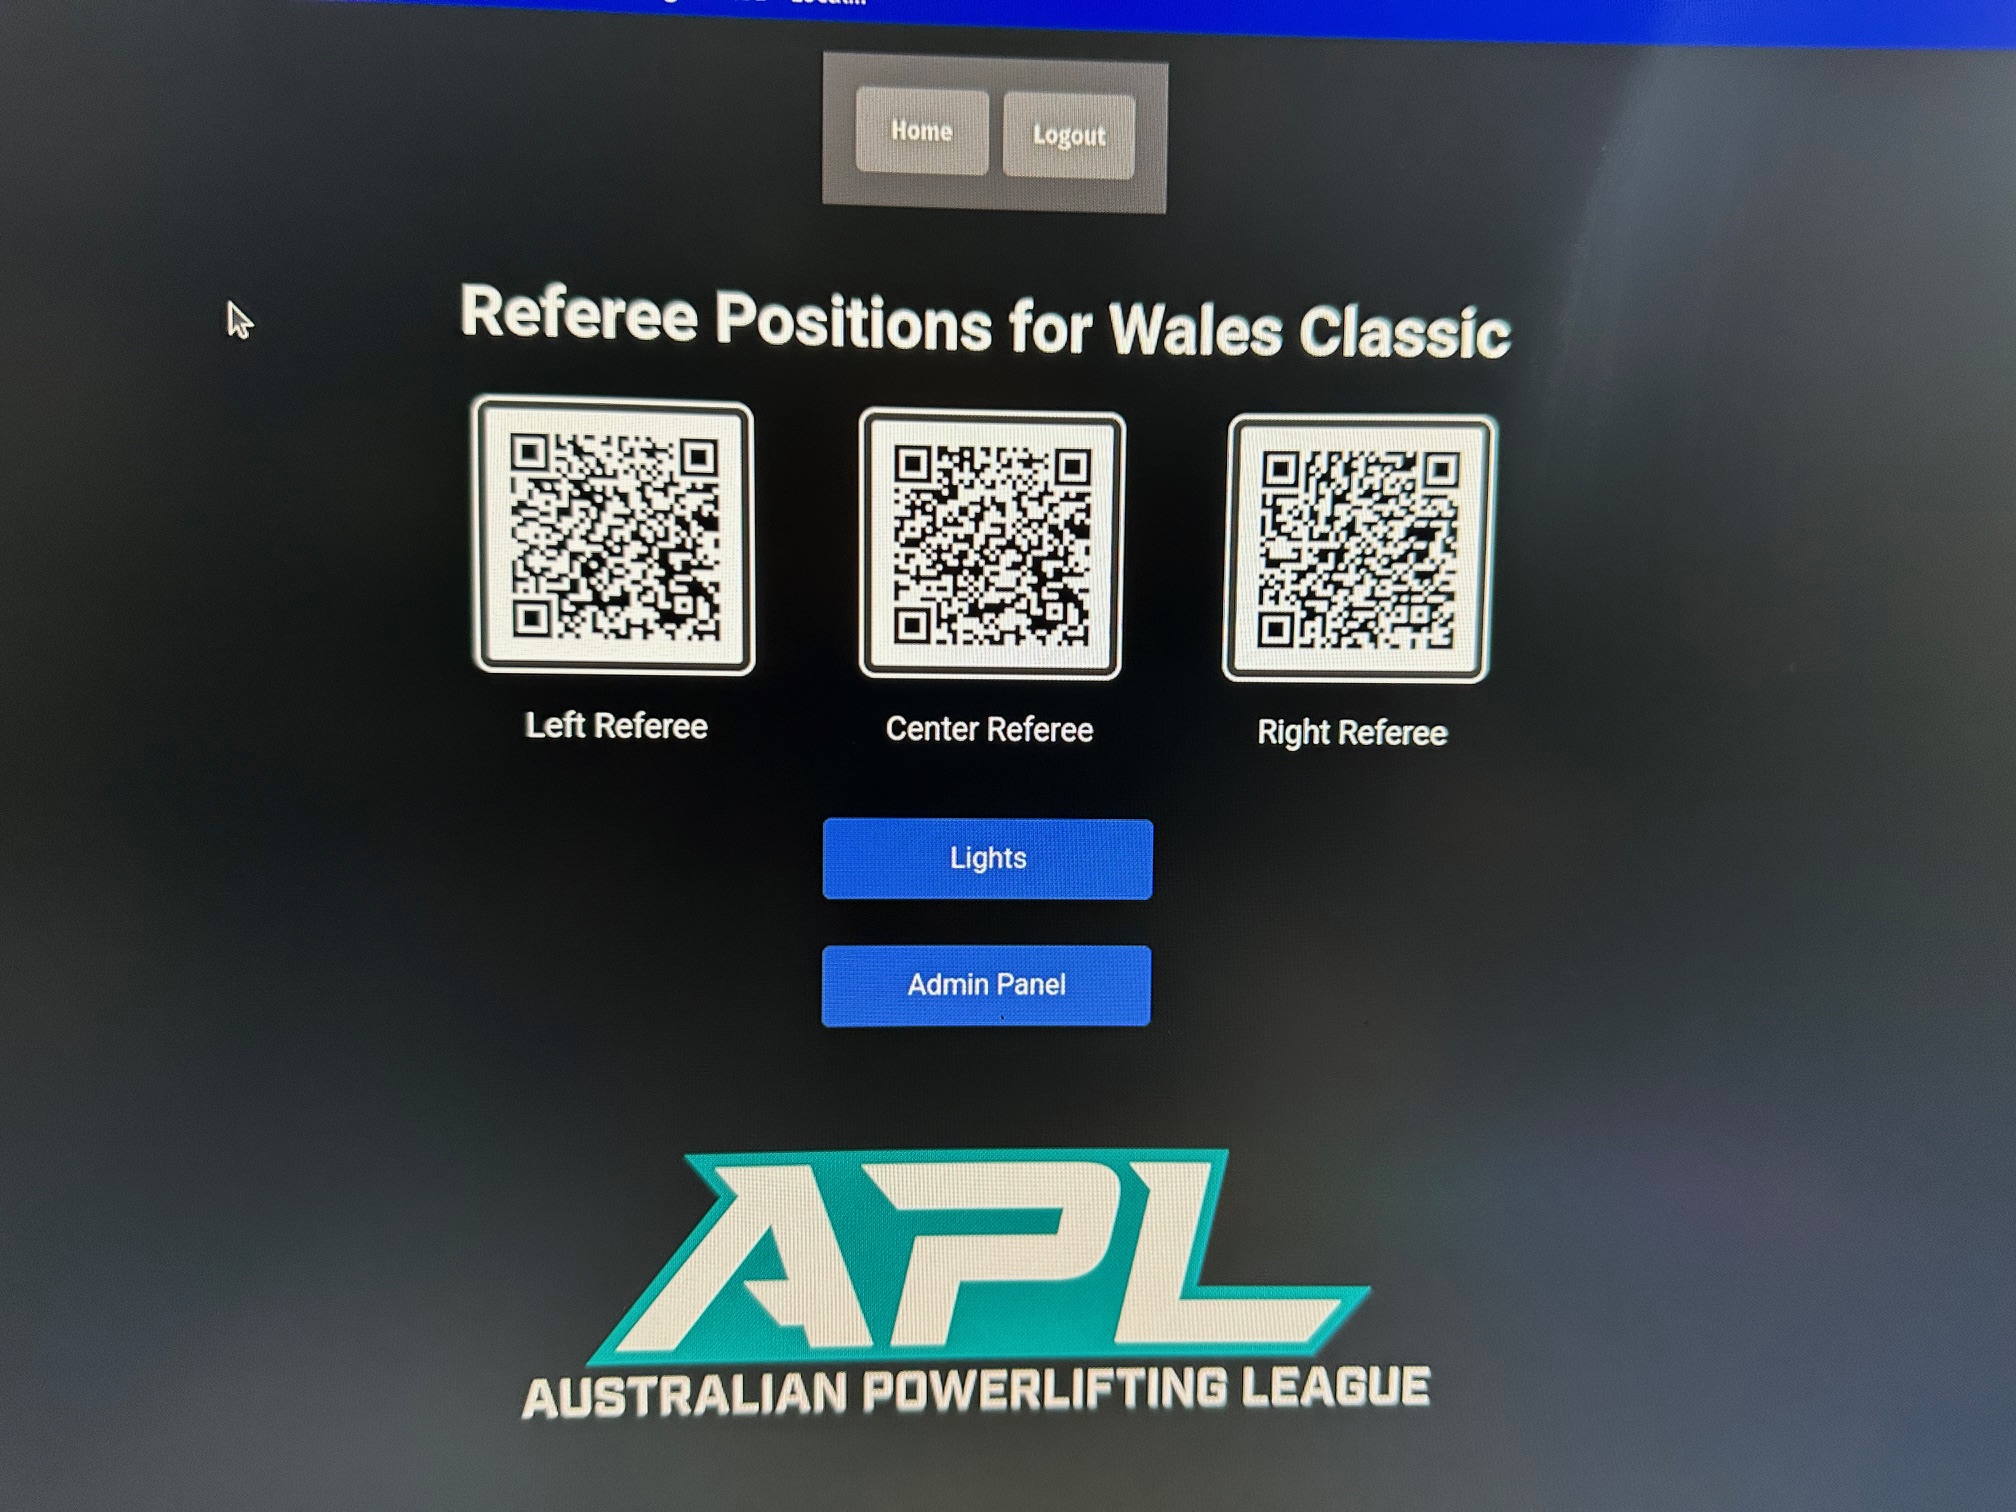 Home
Logout
Referee Positions for Wales Classic
Left Referee
Center Referee
Right Referee
Lights
Admin Panel
APL
AUSTRALIAN POWERLIFTING LEAGUE